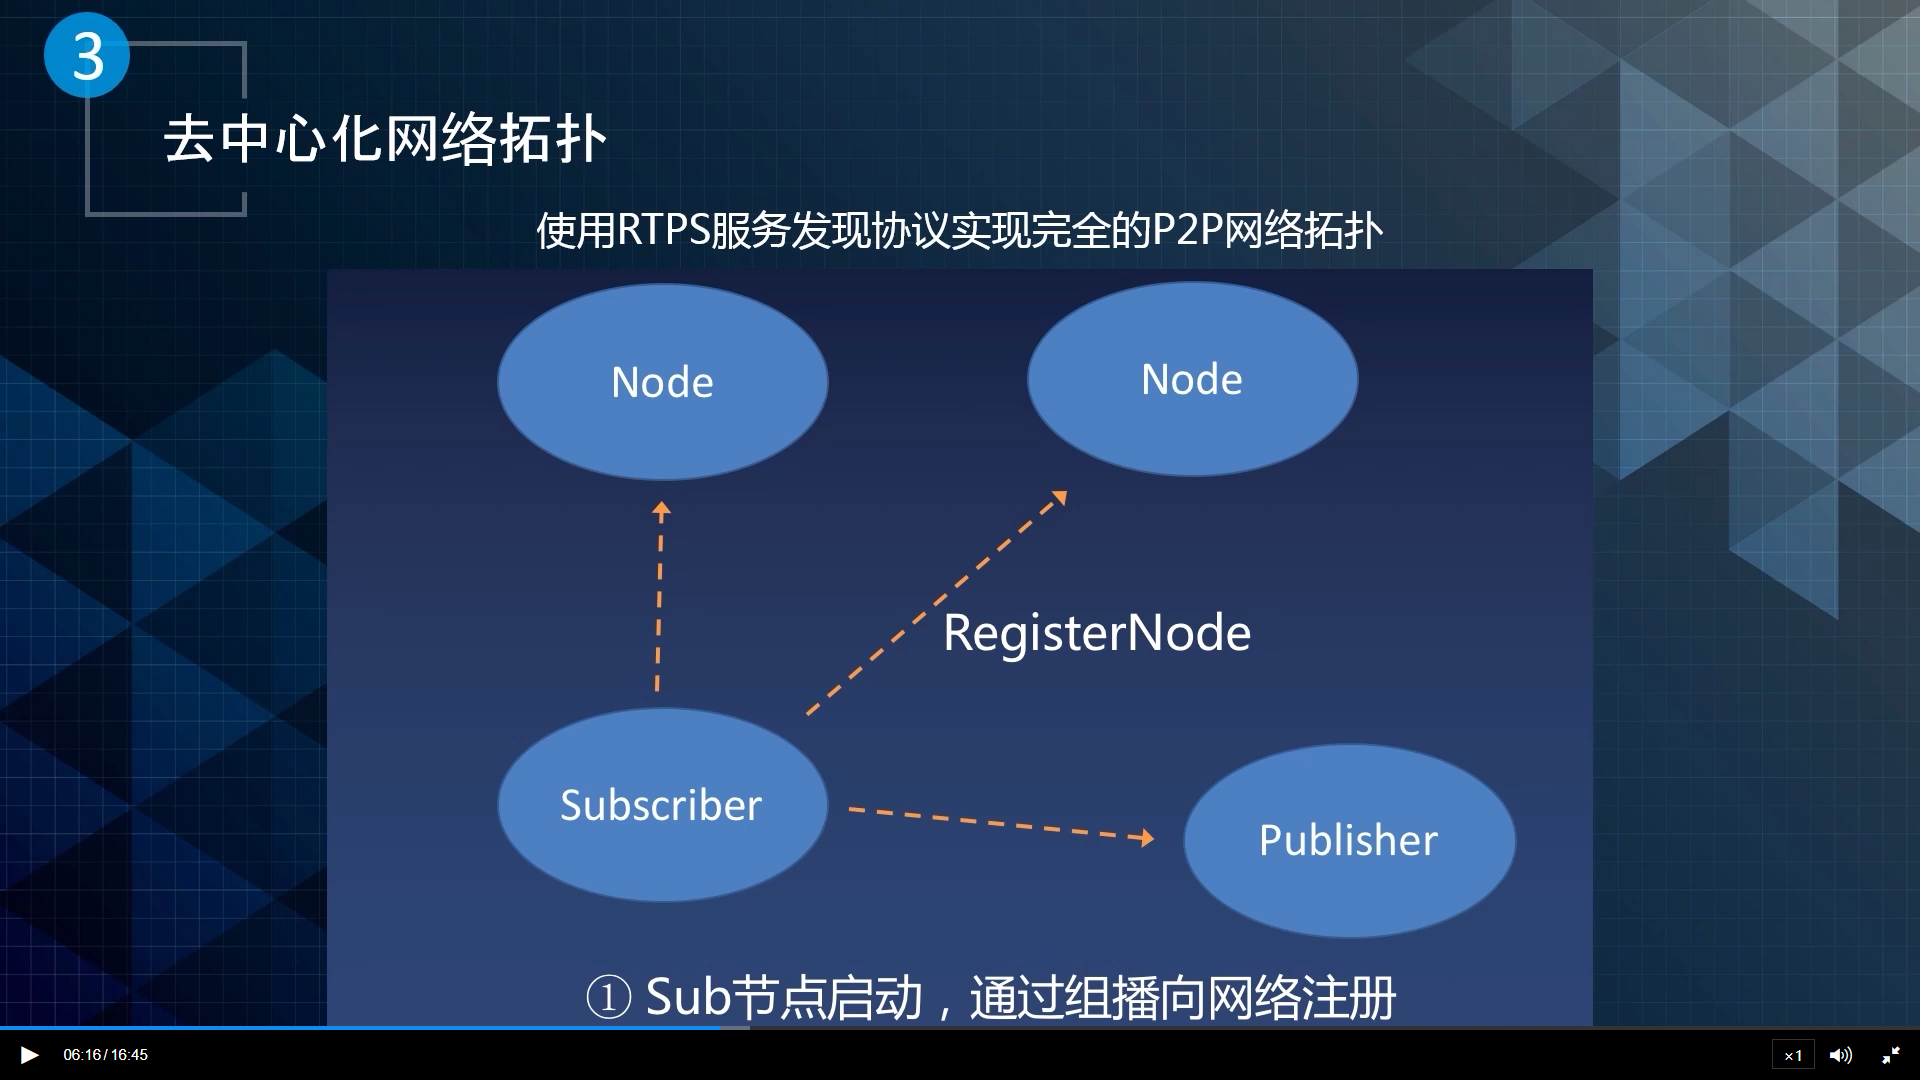 3
去中心化网络拓扑
使用RTPS服务发现协议实现完全的P2P网络拓扑
Node
Node
RegisterNode
Subscriber
Publisher
① Sub节点启动，通过组播向网络注册
06:16/16:45
×1